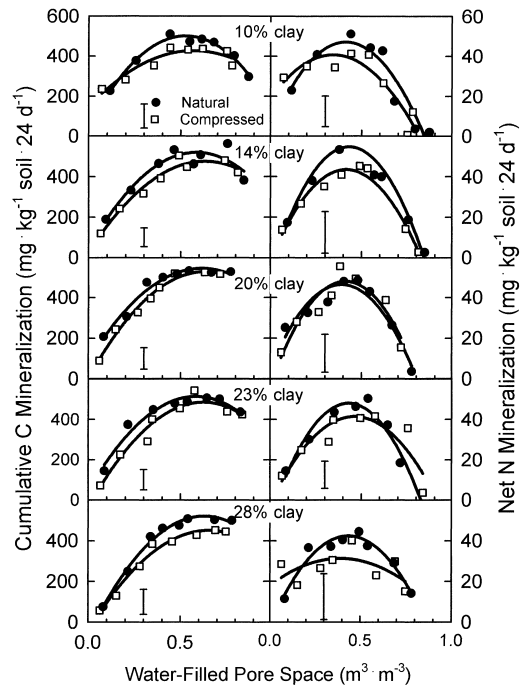 600
400
200
0
10% clay
Natural
Compressed
60
40
20
0
400
200
0
14% clay
40
20
0
400
200
0
20% clay
40
20
0
400
200
0
23% clay
40
20
0
400
200
0
28% clay
40
20
0
0.0 0.5 0.0 0.5 1.0
Cumulative C Mineralization (mg · kg⁻¹ soil · 24 d⁻¹)
Net N Mineralization (mg · kg⁻¹ soil · 24 d⁻¹)
Water-Filled Pore Space (m³ · m⁻³)